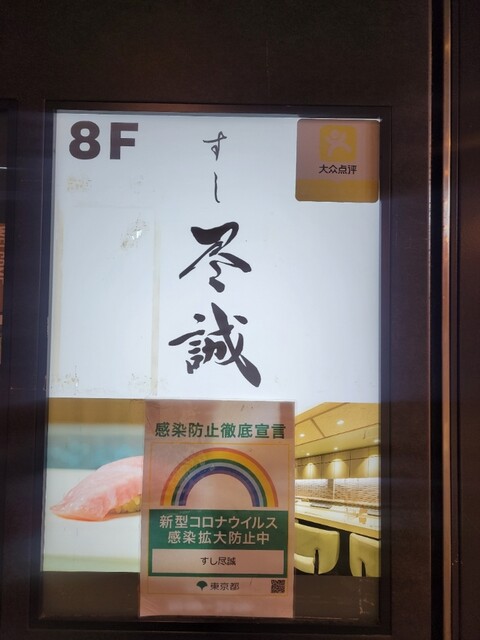 8F
すし
尽誠
大众点评
感染防止徹底宣言
新型コロナウイルス
感染拡大防止中
すし尽誠
東京都